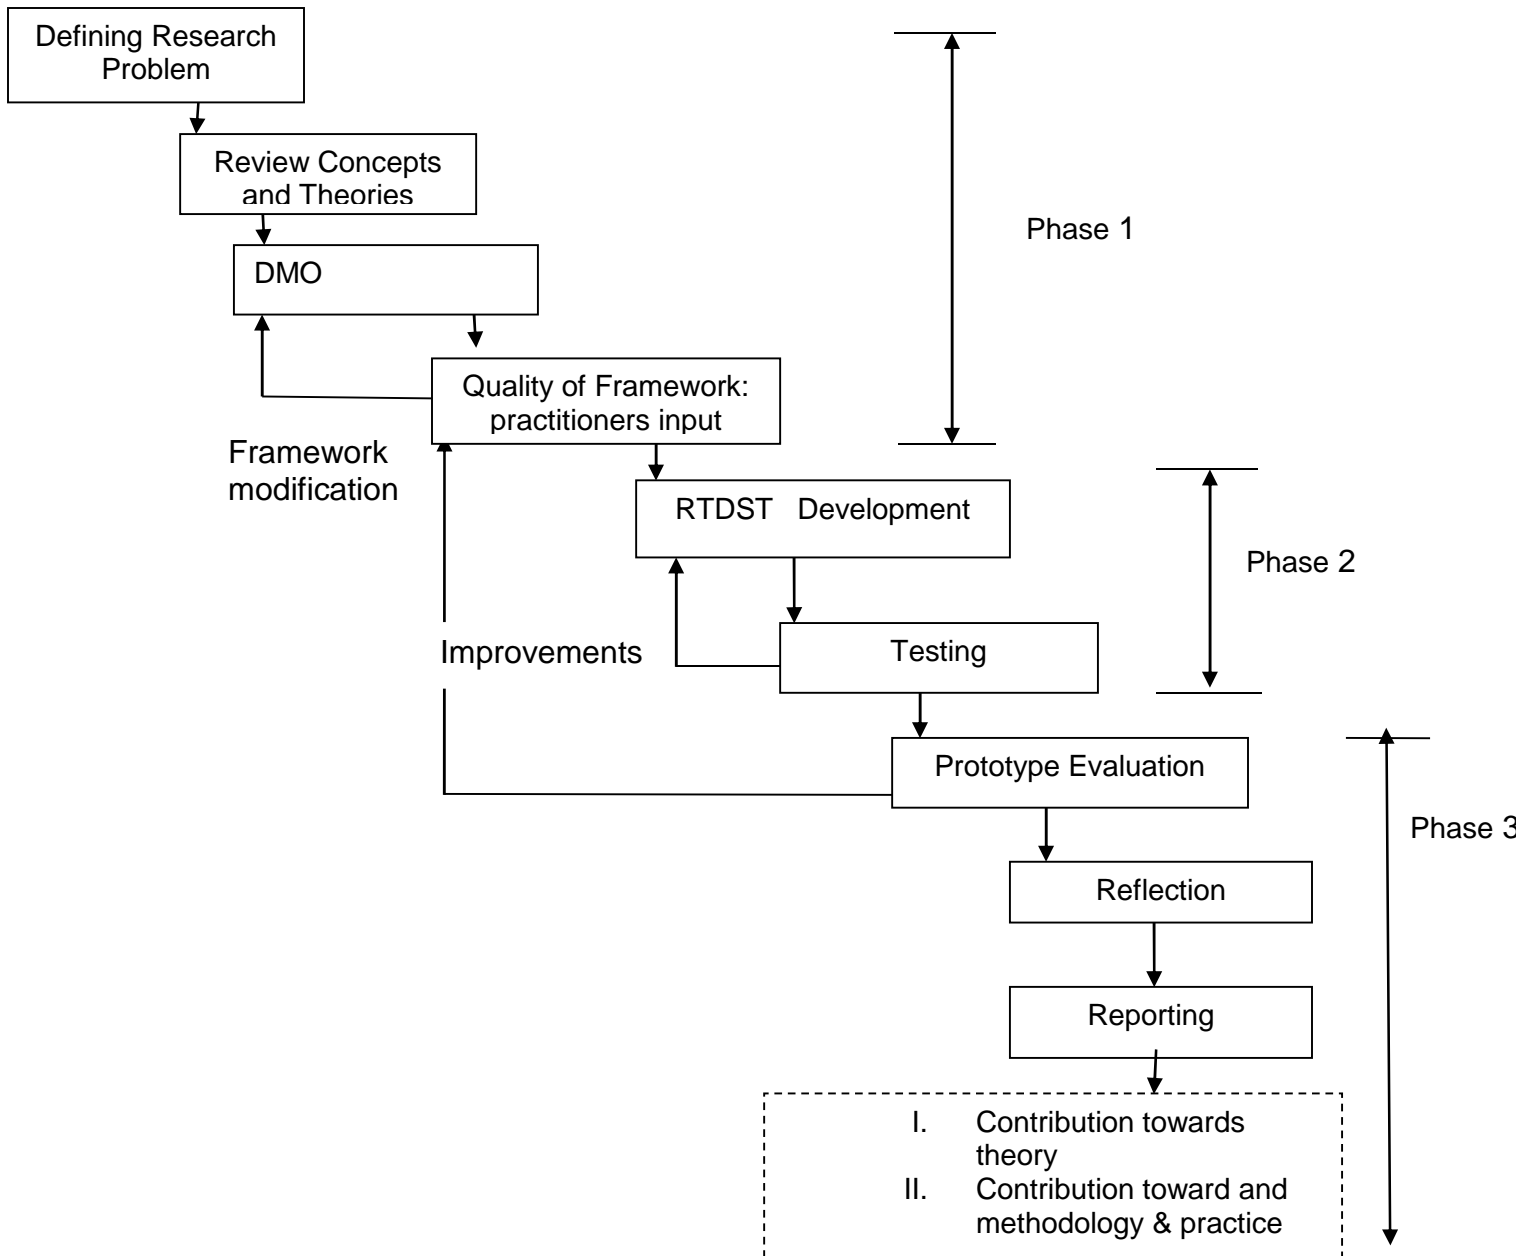 Defining Research
Problem
Review Concepts
and Theories
Phase 1
DMO
Quality of Framework:
practitioners input
Framework
modification
RTDST Development
Phase 2
Improvements
Testing
Prototype Evaluation
Phase 3
Reflection
Reporting
I. Contribution towards
theory
II. Contribution toward and
methodology & practice